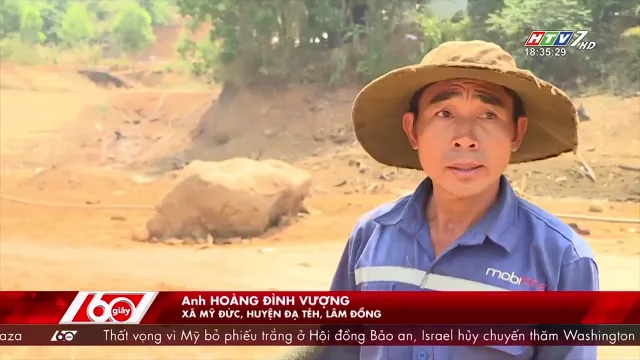 HTV7 HD
18:35:29
mobi
60 giây
Anh HOÀNG ĐÌNH VƯỢNG
XÃ MỸ ĐỨC, HUYỆN ĐẠ TẺH, LÂM ĐỒNG
aza 60 giây Thất vọng vì Mỹ bỏ phiếu trắng ở Hội đồng Bảo an, Israel hủy chuyến thăm Washington